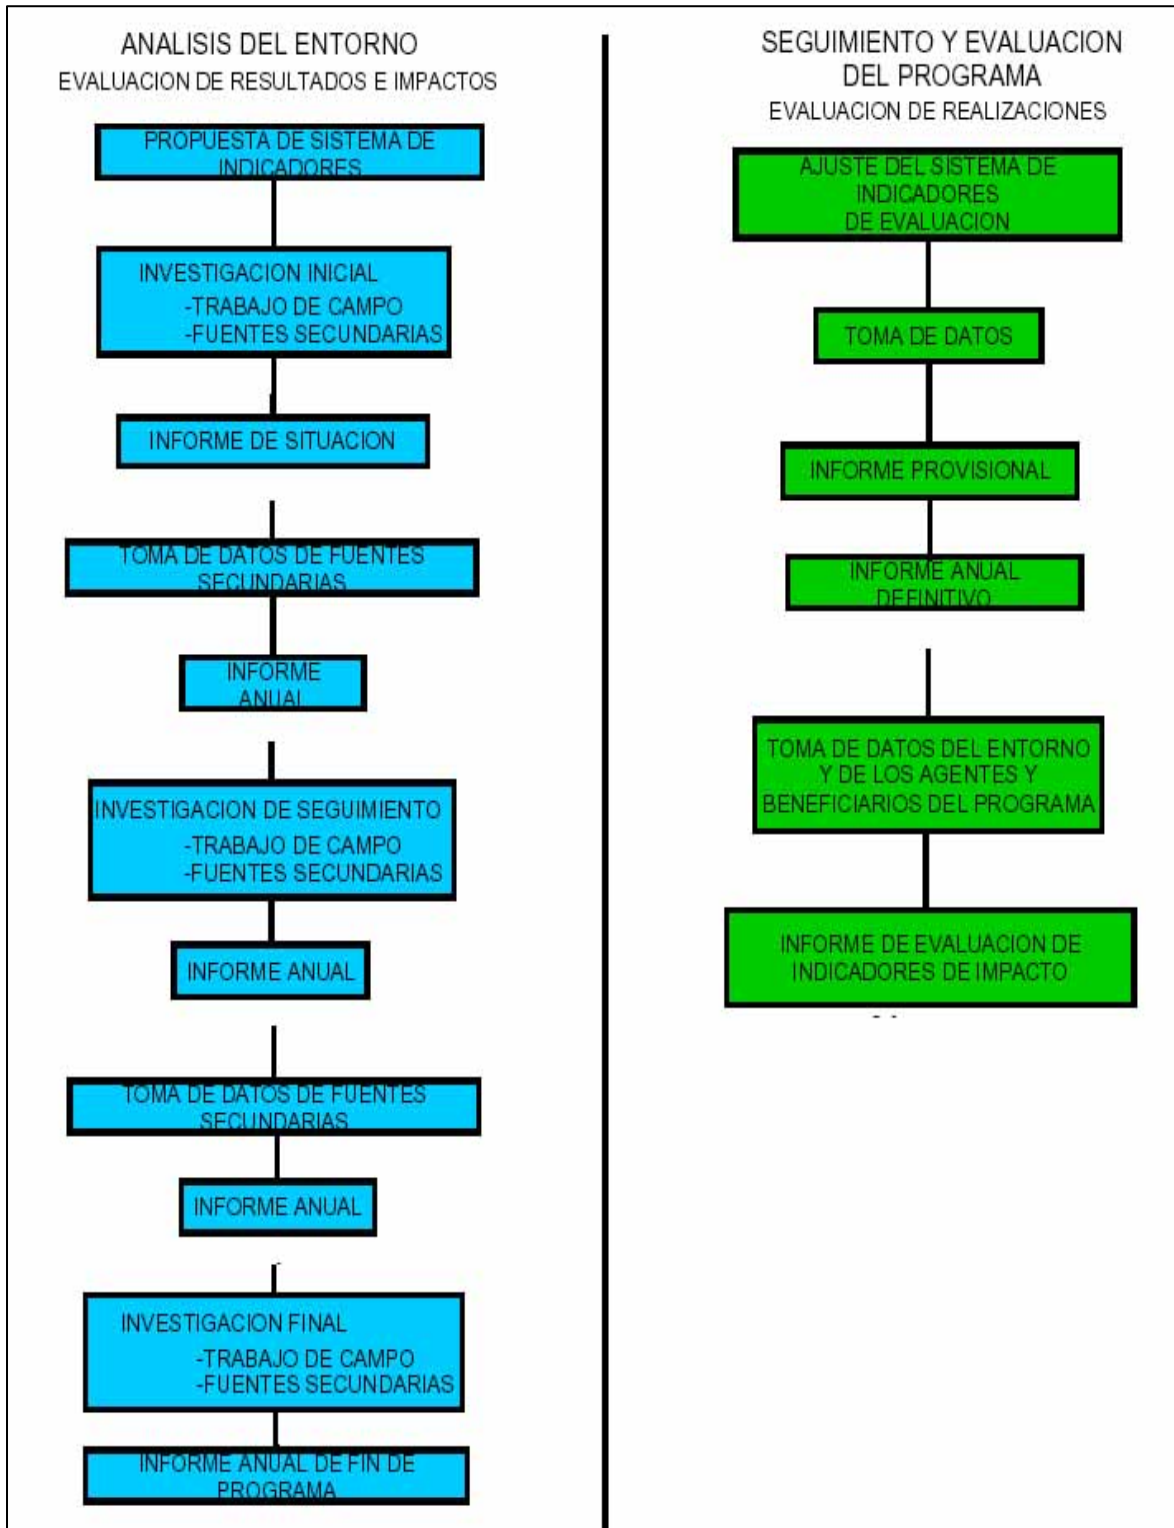 ANALISIS DEL ENTORNO
EVALUACION DE RESULTADOS E IMPACTOS
PROPUESTA DE SISTEMA DE
INDICADORES
INVESTIGACION INICIAL
-TRABAJO DE CAMPO
-FUENTES SECUNDARIAS
INFORME DE SITUACION
TOMA DE DATOS DE FUENTES
SECUNDARIAS
INFORME
ANUAL
INVESTIGACION DE SEGUIMIENTO
-TRABAJO DE CAMPO
-FUENTES SECUNDARIAS
INFORME ANUAL
TOMA DE DATOS DE FUENTES
SECUNDARIAS
INFORME ANUAL
INVESTIGACION FINAL
-TRABAJO DE CAMPO
-FUENTES SECUNDARIAS
INFORME ANUAL DE FIN DE
PROGRAMA
SEGUIMIENTO Y EVALUACION
DEL PROGRAMA
EVALUACION DE REALIZACIONES
AJUSTE DEL SISTEMA DE
INDICADORES
DE EVALUACION
TOMA DE DATOS
INFORME PROVISIONAL
INFORME ANUAL
DEFINITIVO
TOMA DE DATOS DEL ENTORNO
Y DE LOS AGENTES Y
BENEFICIARIOS DEL PROGRAMA
INFORME DE EVALUACION DE
INDICADORES DE IMPACTO